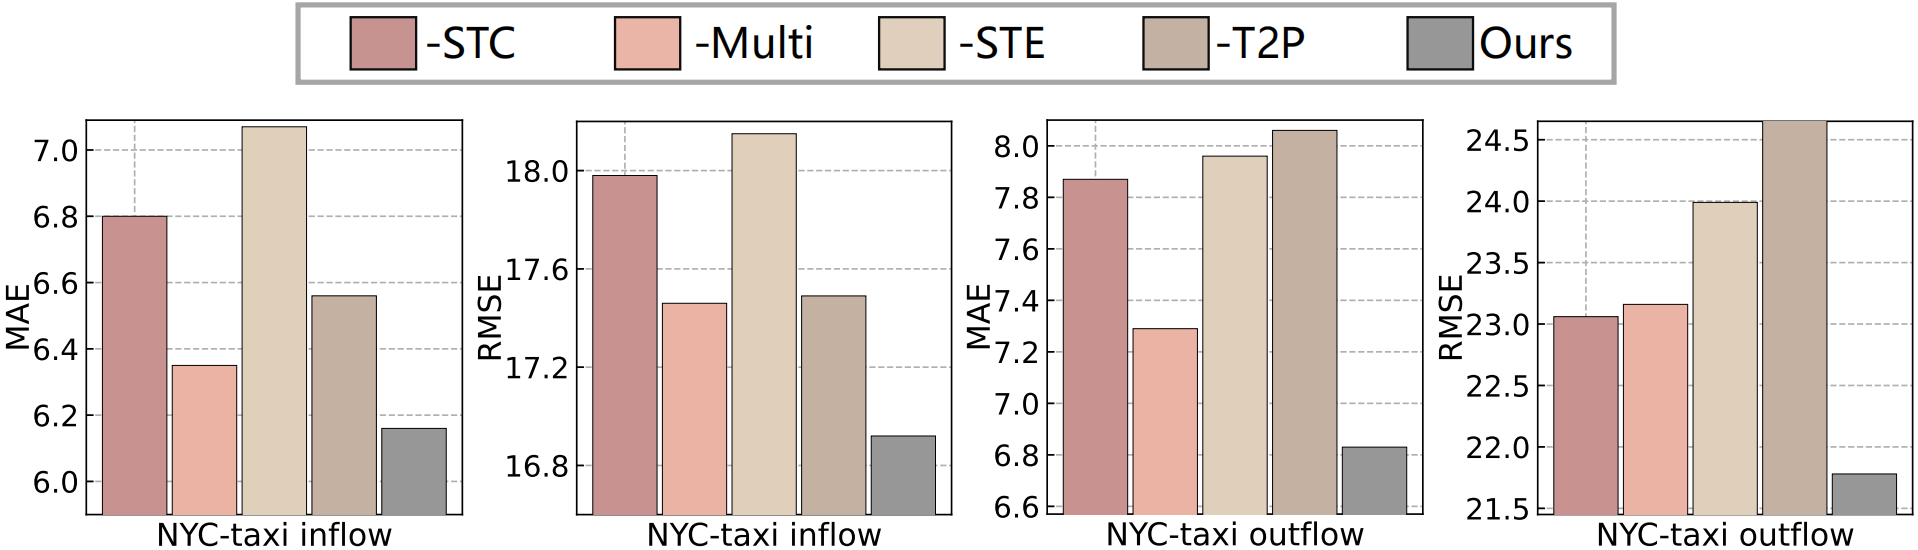 -STC -Multi -STE -T2P Ours
MAE
7.0
6.8
6.6
6.4
6.2
6.0
NYC-taxi inflow
RMSE
18.0
17.6
17.2
16.8
NYC-taxi inflow
MAE
8.0
7.8
7.6
7.4
7.2
7.0
6.8
6.6
NYC-taxi outflow
RMSE
24.5
24.0
23.5
23.0
22.5
22.0
21.5
NYC-taxi outflow